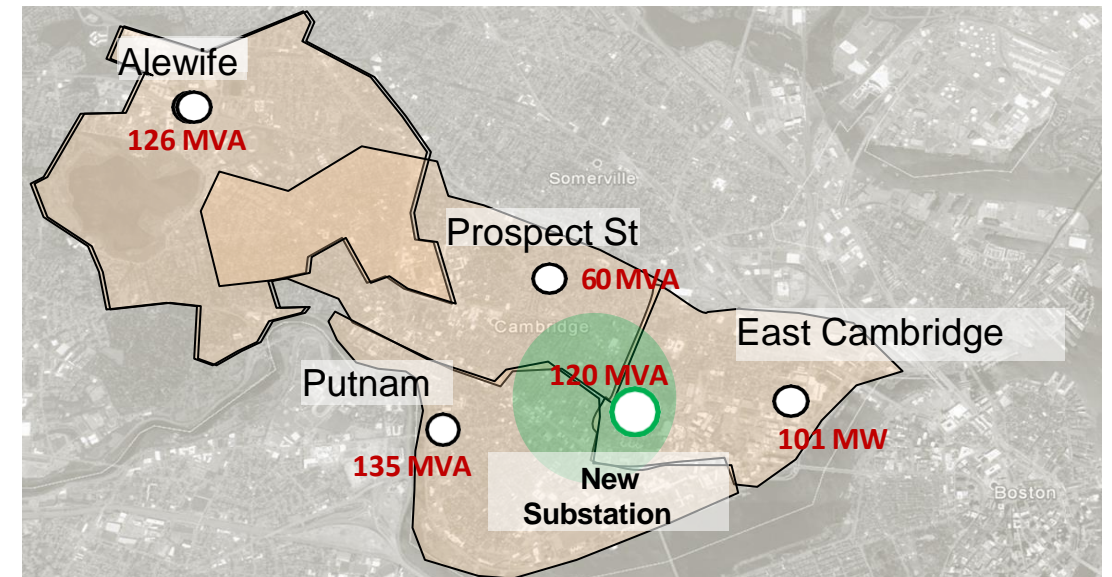 Alewife
126 MVA
Somerville
Prospect St
60 MVA
Cambridge
East Cambridge
120 MVA
Putnam
101 MW
135 MVA
New
Substation
Boston